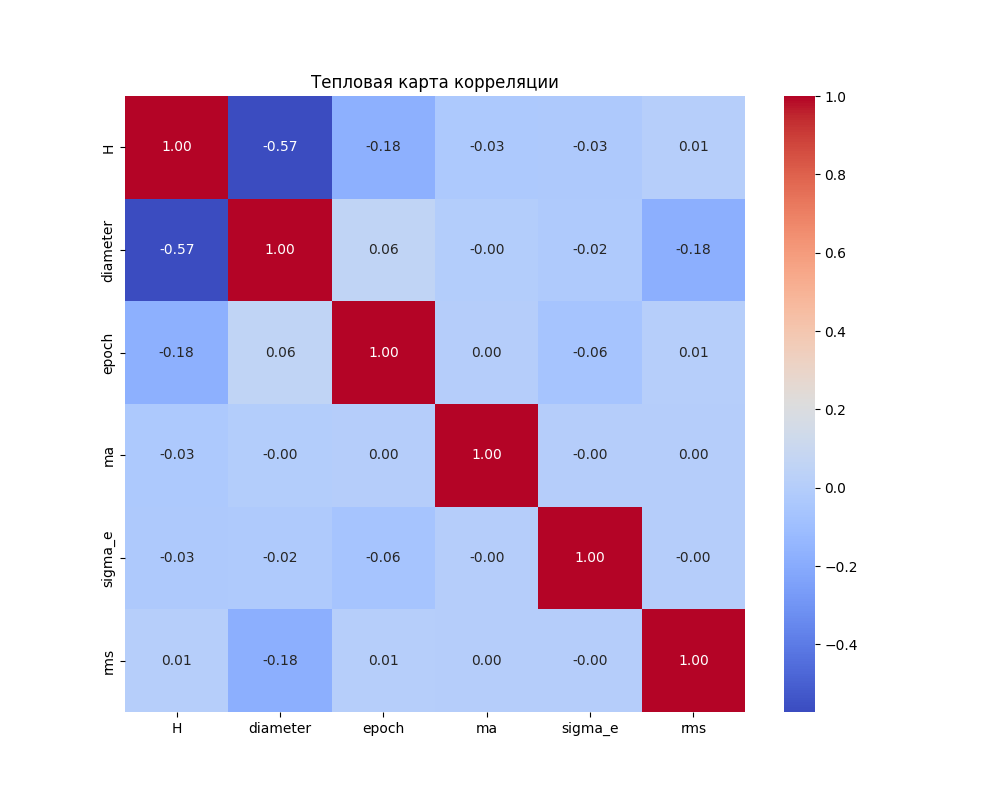 Тепловая карта корреляции
H 1.00 -0.57 -0.18 -0.03 -0.03 0.01
diameter -0.57 1.00 0.06 -0.00 -0.02 -0.18
epoch -0.18 0.06 1.00 0.00 -0.06 0.01
ma -0.03 -0.00 0.00 1.00 -0.00 0.00
sigma_e -0.03 -0.02 -0.06 -0.00 1.00 -0.00
rms 0.01 -0.18 0.01 0.00 -0.00 1.00
H diameter epoch ma sigma_e rms
1.0
0.8
0.6
0.4
0.2
0.0
−0.2
−0.4